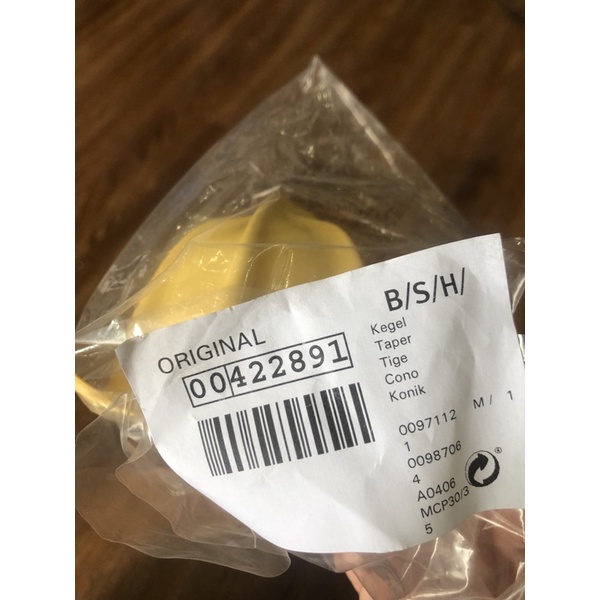 B/S/H/
ORIGINAL
00422891
Kegel
Taper
Tige
Cono
Konik
0097112 M / 1
1
0098706
4
A0406
MCP30/3
5